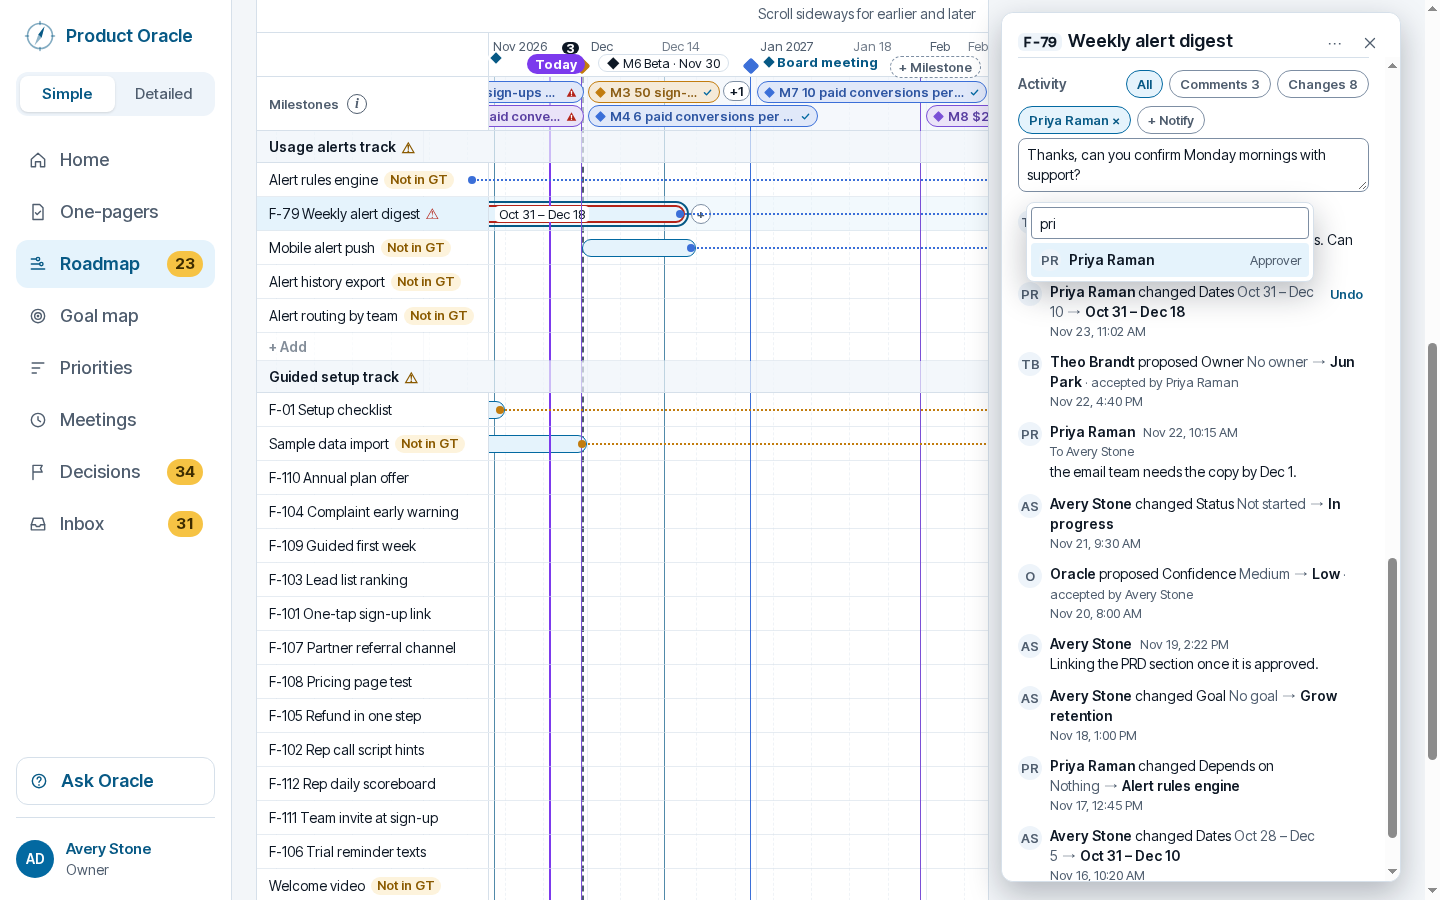 Product Oracle
Simple
Detailed
Home
One-pagers
Roadmap 23
Goal map
Priorities
Meetings
Decisions 34
Inbox 31
Ask Oracle
AD
Avery Stone
Owner
Scroll sideways for earlier and later
Nov 2026 3 Dec Dec 14 Jan 2027 Jan 18 Feb Feb
Today M6 Beta · Nov 30 Board meeting + Milestone
Milestones i
sign-ups ... M3 50 sign-... +1 M7 10 paid conversions per...
aid conve... M4 6 paid conversions per ... M8 $2
Usage alerts track
Alert rules engine Not in GT
F-79 Weekly alert digest Oct 31 – Dec 18 +
Mobile alert push Not in GT
Alert history export Not in GT
Alert routing by team Not in GT
+ Add
Guided setup track
F-01 Setup checklist
Sample data import Not in GT
F-110 Annual plan offer
F-104 Complaint early warning
F-109 Guided first week
F-103 Lead list ranking
F-101 One-tap sign-up link
F-107 Partner referral channel
F-108 Pricing page test
F-105 Refund in one step
F-102 Rep call script hints
F-112 Rep daily scoreboard
F-111 Team invite at sign-up
F-106 Trial reminder texts
Welcome video Not in GT
F-79 Weekly alert digest ... ×
Activity All Comments 3 Changes 8
Priya Raman × + Notify
Thanks, can you confirm Monday mornings with
support?
pri
s. Can
PR Priya Raman Approver
PR Priya Raman changed Dates Oct 31 – Dec Undo
10 → Oct 31 – Dec 18
Nov 23, 11:02 AM
TB Theo Brandt proposed Owner No owner → Jun
Park · accepted by Priya Raman
Nov 22, 4:40 PM
PR Priya Raman Nov 22, 10:15 AM
To Avery Stone
the email team needs the copy by Dec 1.
AS Avery Stone changed Status Not started → In
progress
Nov 21, 9:30 AM
O Oracle proposed Confidence Medium → Low ·
accepted by Avery Stone
Nov 20, 8:00 AM
AS Avery Stone Nov 19, 2:22 PM
Linking the PRD section once it is approved.
AS Avery Stone changed Goal No goal → Grow
retention
Nov 18, 1:00 PM
PR Priya Raman changed Depends on
Nothing → Alert rules engine
Nov 17, 12:45 PM
AS Avery Stone changed Dates Oct 28 – Dec
5 → Oct 31 – Dec 10
Nov 16, 10:20 AM